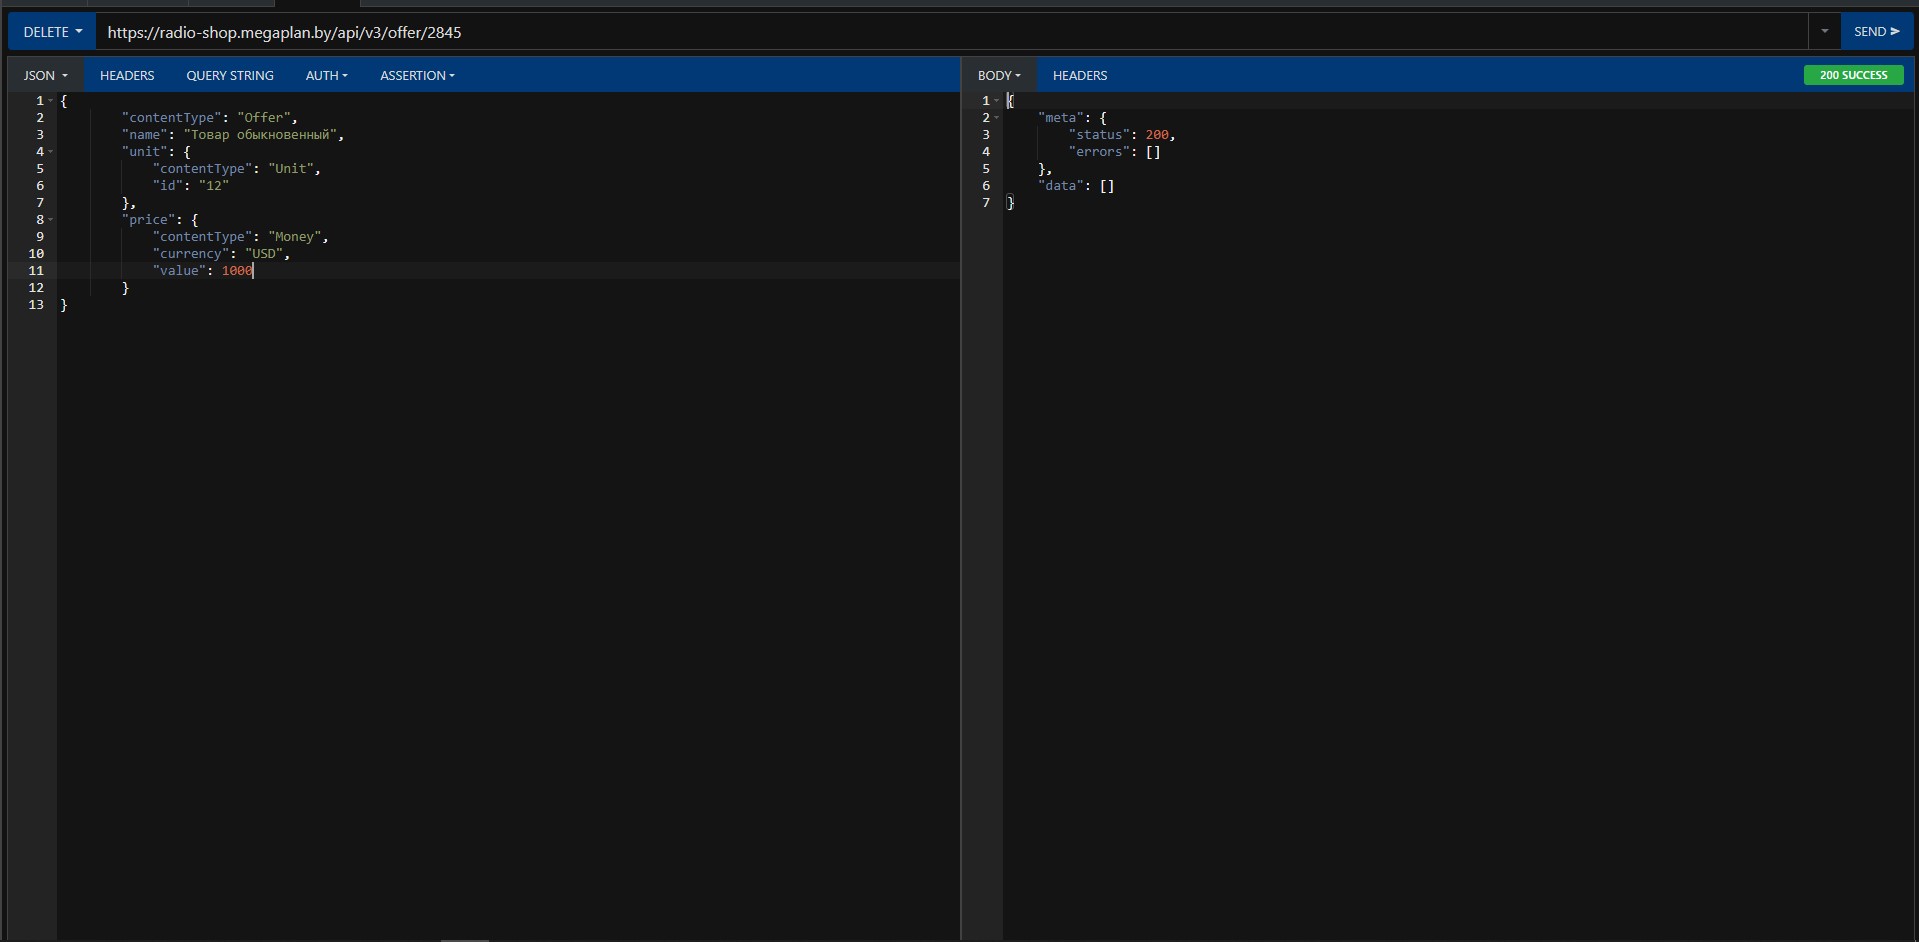 DELETE https://radio-shop.megaplan.by/api/v3/offer/2845 SEND
JSON HEADERS QUERY STRING AUTH ASSERTION
1 {
2 "contentType": "Offer",
3 "name": "Товар обыкновенный",
4 "unit": {
5 "contentType": "Unit",
6 "id": "12"
7 },
8 "price": {
9 "contentType": "Money",
10 "currency": "USD",
11 "value": 1000
12 }
13 }
BODY HEADERS 200 SUCCESS
1 {
2 "meta": {
3 "status": 200,
4 "errors": []
5 },
6 "data": []
7 }